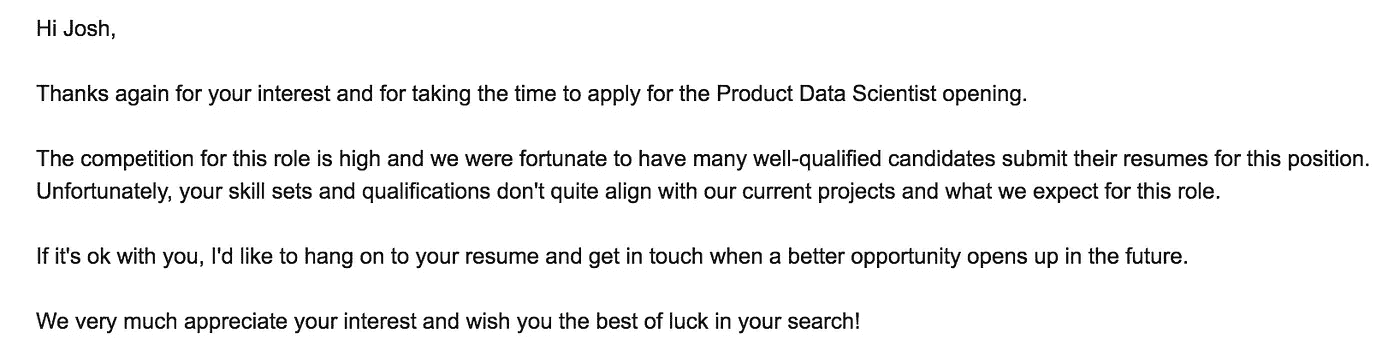 Hi Josh,
Thanks again for your interest and for taking the time to apply for the Product Data Scientist opening.
The competition for this role is high and we were fortunate to have many well-qualified candidates submit their resumes for this position.
Unfortunately, your skill sets and qualifications don't quite align with our current projects and what we expect for this role.
If it's ok with you, I'd like to hang on to your resume and get in touch when a better opportunity opens up in the future.
We very much appreciate your interest and wish you the best of luck in your search!